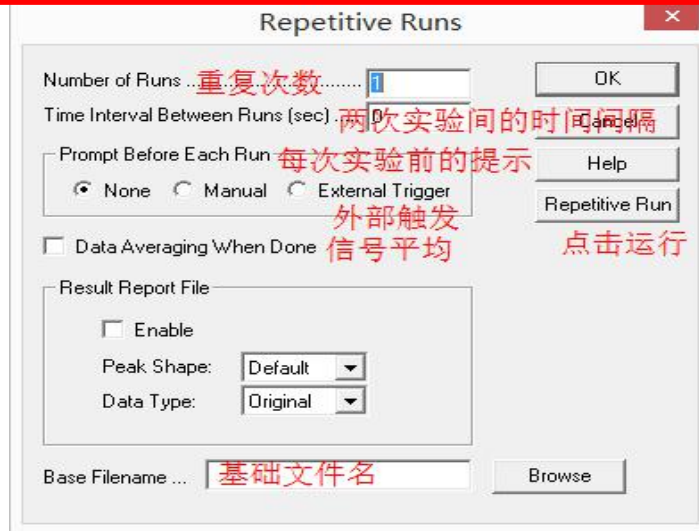 Repetitive Runs
Number of Runs ... 重复次数 ... 1 OK
Time Interval Between Runs (sec) ... 0 两次实验间的时间间隔 Cancel
Prompt Before Each Run 每次实验前的提示 Help
None Manual External Trigger Repetitive Run
外部触发
Data Averaging When Done 信号平均 点击运行
Result Report File
Enable
Peak Shape: Default
Data Type: Original
Base Filename ... 基础文件名 Browse